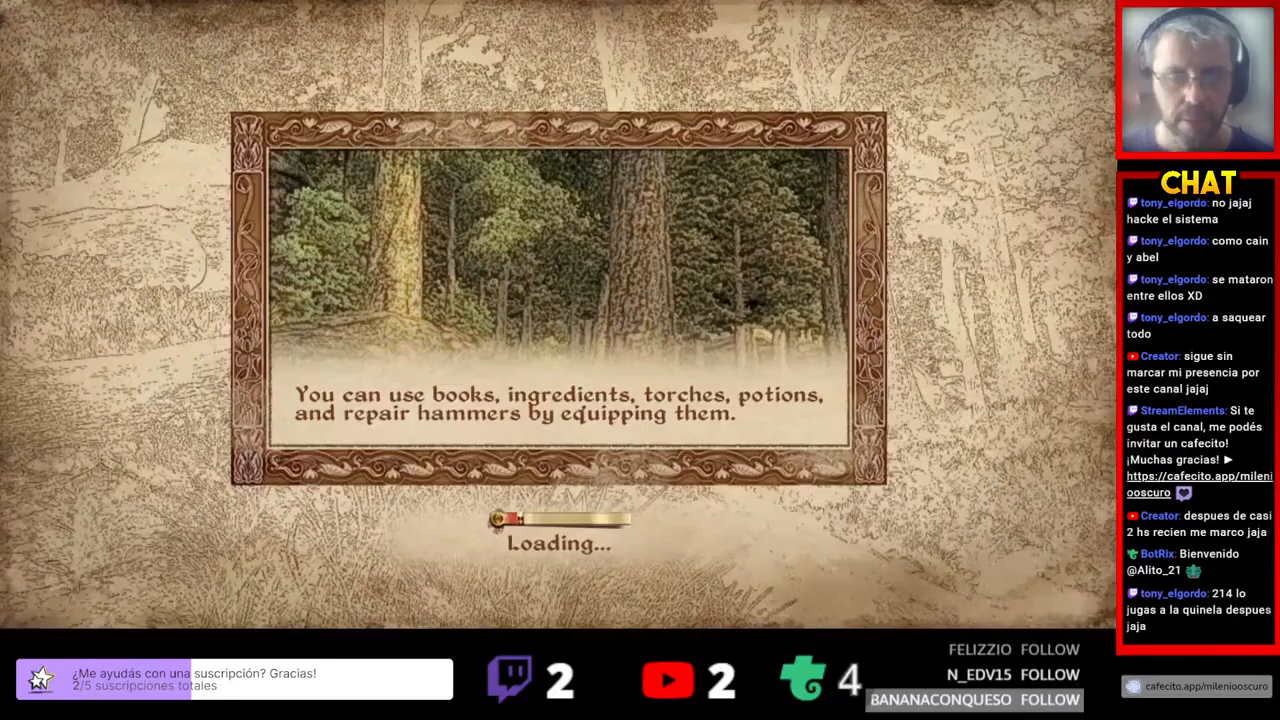 You can use books, ingredients, torches, potions,
and repair hammers by equipping them.
Loading...
CHAT
tony_elgordo: no jajaj
hacke el sistema
tony_elgordo: como cain
y abel
tony_elgordo: se mataron
entre ellos XD
tony_elgordo: a saquear
todo
Creator: sigue sin
marcar mi presencia por
este canal jajaj
StreamElements: Si te
gusta el canal, me podés
invitar un cafecito!
¡Muchas gracias! ▶
https://cafecito.app/mileni
ooscuro
Creator: despues de casi
2 hs recien me marco jaja
BotRix: Bienvenido
@Alito_21
tony_elgordo: 214 lo
jugas a la quinela despues
jaja
¿Me ayudás con una suscripción? Gracias!
2/5 suscripciones totales
2
2
4
FELIZZIO FOLLOW
N_EDV15 FOLLOW
BANANACONQUESO FOLLOW
cafecito.app/mileniooscuro